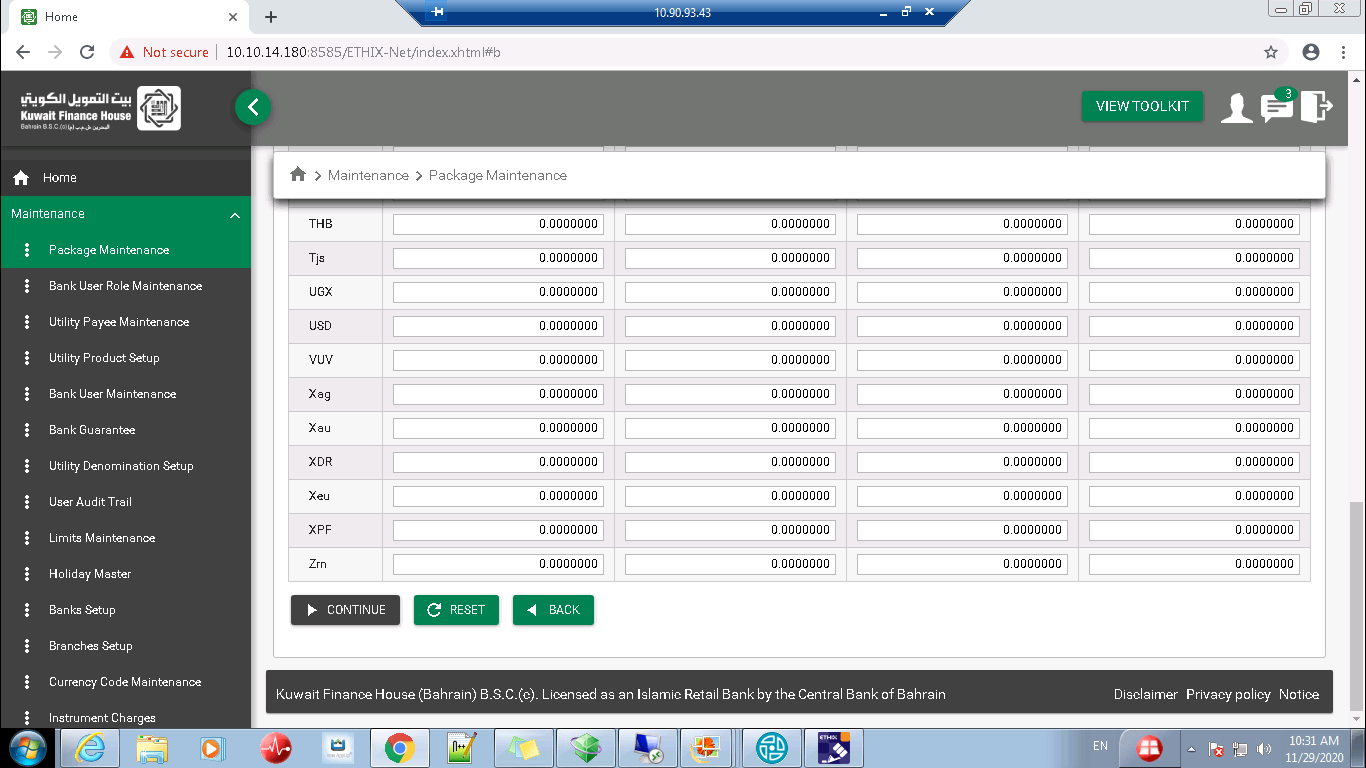 Home
10.90.93.43
Not secure
10.10.14.180:8585/ETHIX-Net/index.xhtml#b
بيت التمويل الكويتي
Kuwait Finance House
Bahrain B.S.C.(c)
VIEW TOOLKIT
3
Maintenance
Package Maintenance
Home
Maintenance
Package Maintenance
Bank User Role Maintenance
Utility Payee Maintenance
Utility Product Setup
Bank User Maintenance
Bank Guarantee
Utility Denomination Setup
User Audit Trail
Limits Maintenance
Holiday Master
Banks Setup
Branches Setup
Currency Code Maintenance
Instrument Charges
THB 0.0000000 0.0000000 0.0000000 0.0000000
Tjs 0.0000000 0.0000000 0.0000000 0.0000000
UGX 0.0000000 0.0000000 0.0000000 0.0000000
USD 0.0000000 0.0000000 0.0000000 0.0000000
VUV 0.0000000 0.0000000 0.0000000 0.0000000
Xag 0.0000000 0.0000000 0.0000000 0.0000000
Xau 0.0000000 0.0000000 0.0000000 0.0000000
XDR 0.0000000 0.0000000 0.0000000 0.0000000
Xeu 0.0000000 0.0000000 0.0000000 0.0000000
XPF 0.0000000 0.0000000 0.0000000 0.0000000
Zrn 0.0000000 0.0000000 0.0000000 0.0000000
CONTINUE
RESET
BACK
Kuwait Finance House (Bahrain) B.S.C.(c). Licensed as an Islamic Retail Bank by the Central Bank of Bahrain
Disclaimer Privacy policy Notice
ETHIX
EN
10:31 AM
11/29/2020